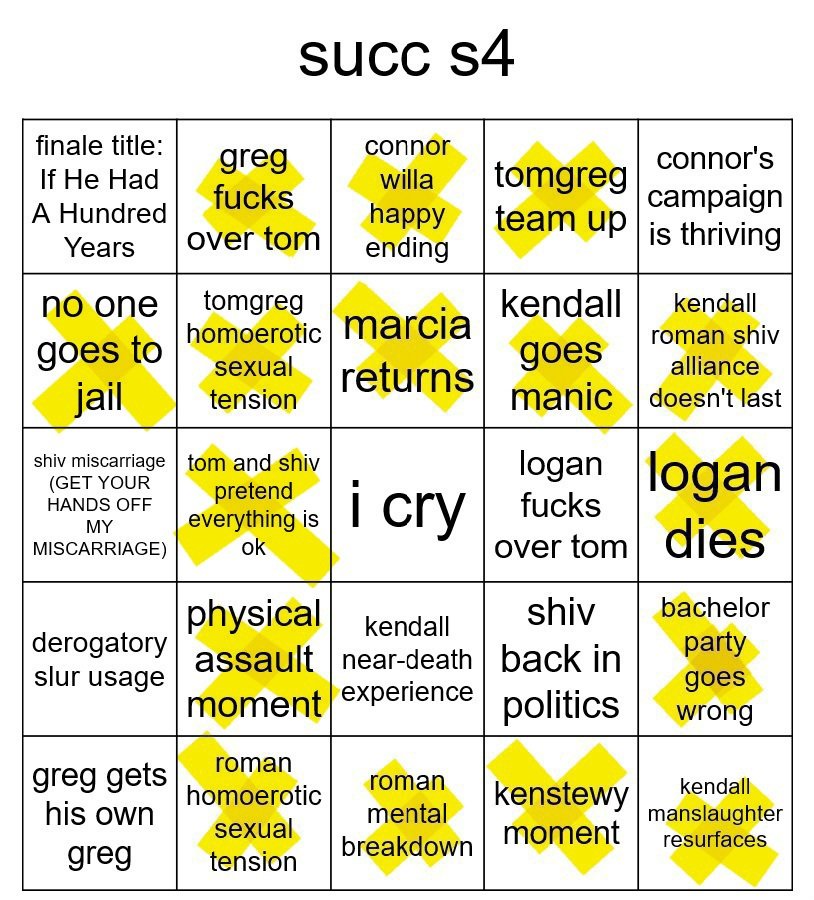 succ s4
finale title:
If He Had
A Hundred
Years
greg
fucks
over tom
connor
willa
happy
ending
tomgreg
team up
connor's
campaign
is thriving
no one
goes to
jail
tomgreg
homoerotic
sexual
tension
marcia
returns
kendall
goes
manic
kendall
roman shiv
alliance
doesn't last
shiv miscarriage
(GET YOUR
HANDS OFF
MY
MISCARRIAGE)
tom and shiv
pretend
everything is
ok
i cry
logan
fucks
over tom
logan
dies
derogatory
slur usage
physical
assault
moment
kendall
near-death
experience
shiv
back in
politics
bachelor
party
goes
wrong
greg gets
his own
greg
roman
homoerotic
sexual
tension
roman
mental
breakdown
kenstewy
moment
kendall
manslaughter
resurfaces